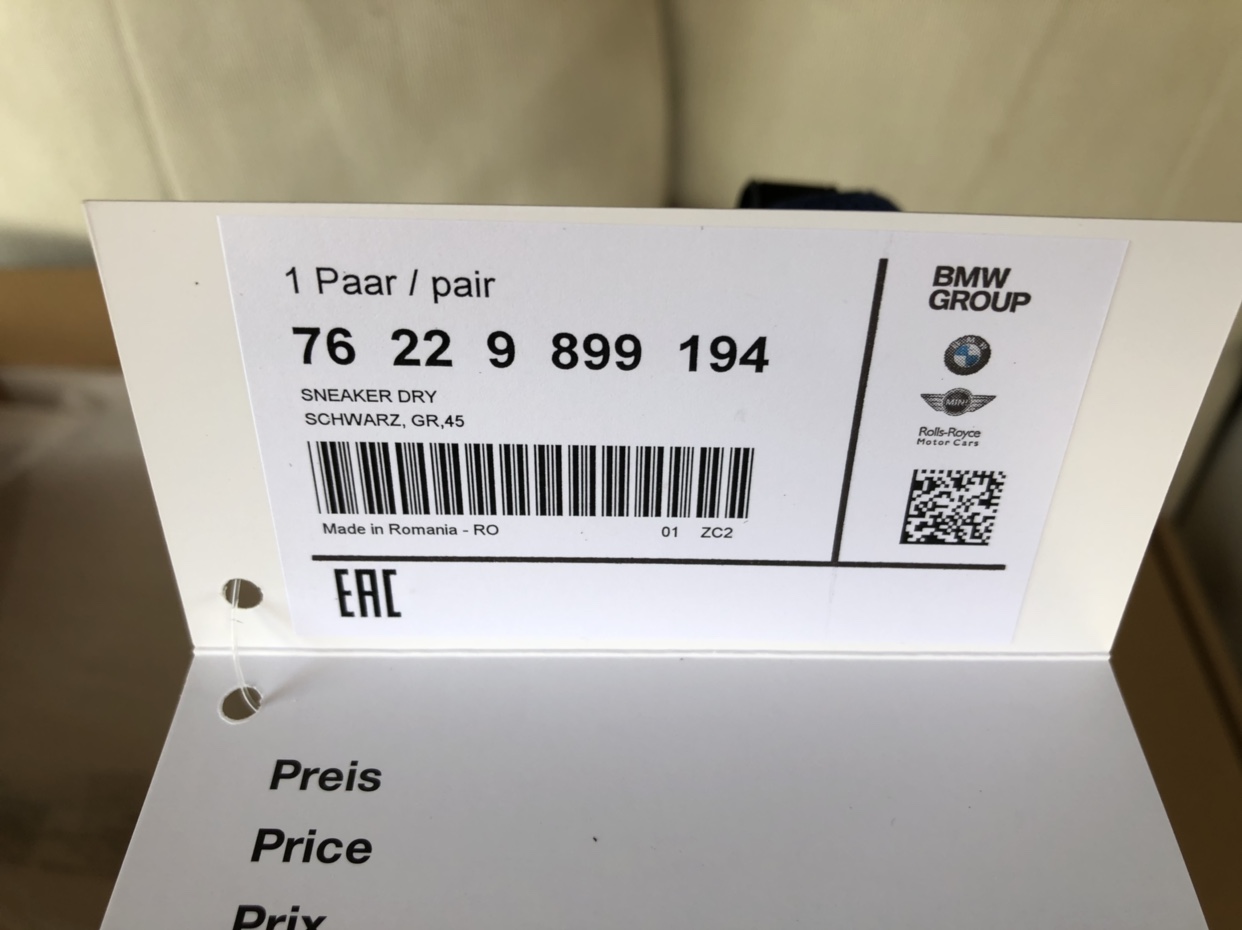 1 Paar / pair
76 22 9 899 194
SNEAKER DRY
SCHWARZ, GR,45
Made in Romania - RO 01 ZC2
EAC
BMW
GROUP
BMW
MINI
Rolls-Royce
Motor Cars
Preis
Price
Prix